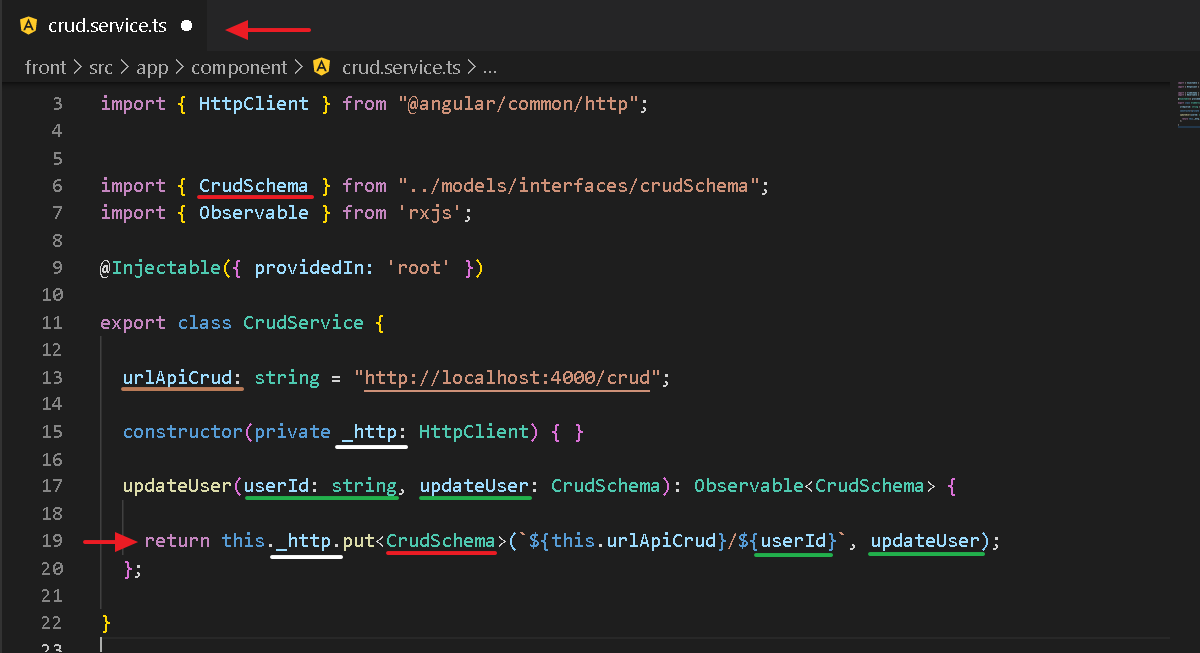 crud.service.ts
front > src > app > component > crud.service.ts > ...
3 import { HttpClient } from "@angular/common/http";
4
5
6 import { CrudSchema } from "../models/interfaces/crudSchema";
7 import { Observable } from 'rxjs';
8
9 @Injectable({ providedIn: 'root' })
10
11 export class CrudService {
12
13 urlApiCrud: string = "http://localhost:4000/crud";
14
15 constructor(private _http: HttpClient) { }
16
17 updateUser(userId: string, updateUser: CrudSchema): Observable<CrudSchema> {
18
19 return this._http.put<CrudSchema>(`${this.urlApiCrud}/${userId}`, updateUser);
20 };
21
22 }
23